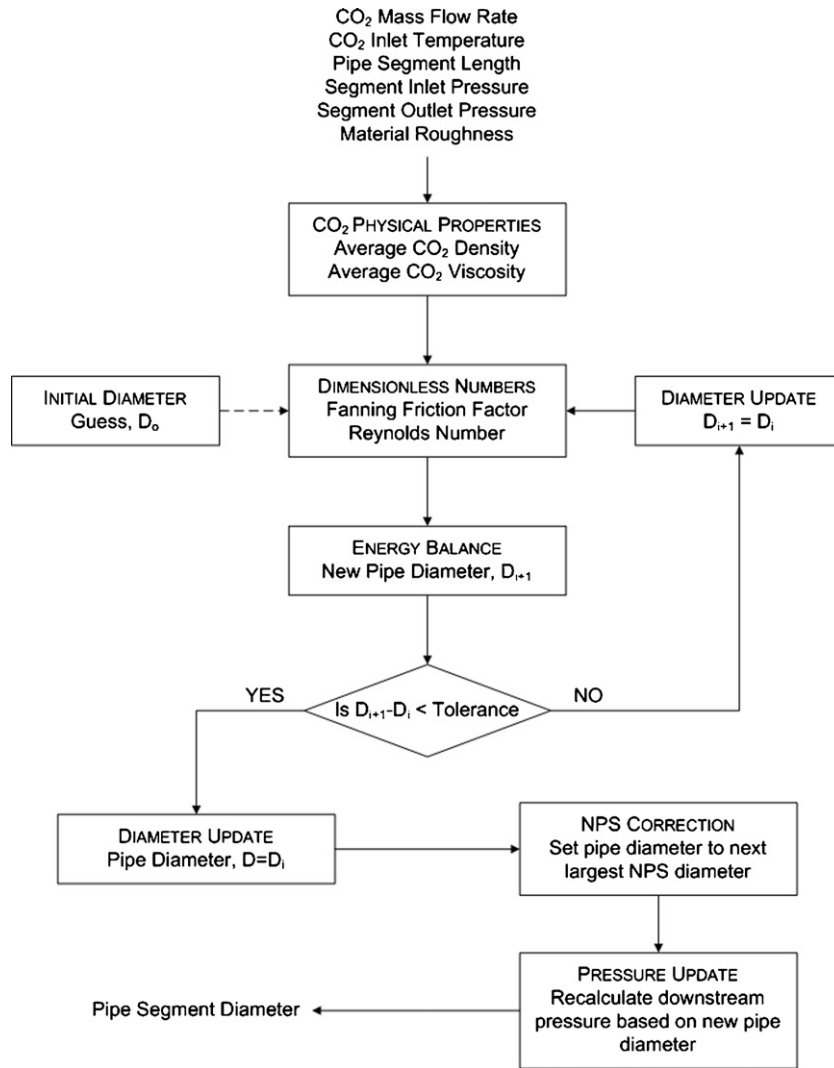 CO₂ Mass Flow Rate
CO₂ Inlet Temperature
Pipe Segment Length
Segment Inlet Pressure
Segment Outlet Pressure
Material Roughness
CO₂ PHYSICAL PROPERTIES
Average CO₂ Density
Average CO₂ Viscosity
INITIAL DIAMETER
Guess, Dₒ
DIMENSIONLESS NUMBERS
Fanning Friction Factor
Reynolds Number
DIAMETER UPDATE
Dᵢ₊₁ = Dᵢ
ENERGY BALANCE
New Pipe Diameter, Dᵢ₊₁
YES
Is Dᵢ₊₁-Dᵢ < Tolerance
NO
DIAMETER UPDATE
Pipe Diameter, D=Dᵢ
NPS CORRECTION
Set pipe diameter to next
largest NPS diameter
PRESSURE UPDATE
Recalculate downstream
pressure based on new pipe
diameter
Pipe Segment Diameter